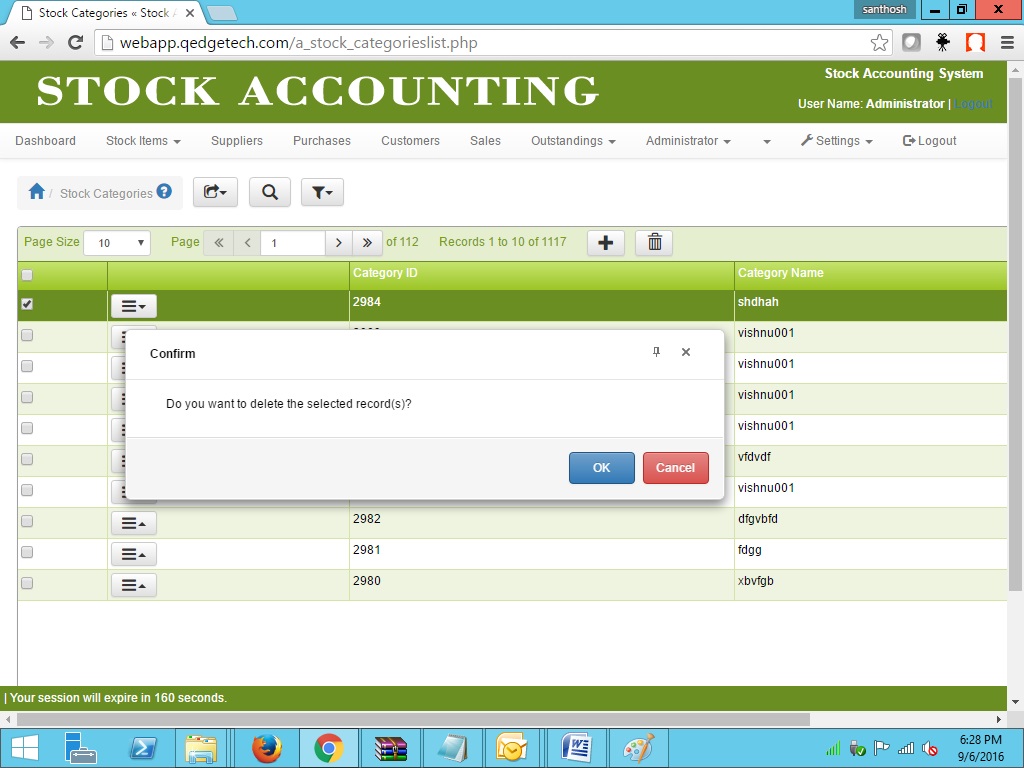 Stock Categories « Stock A
santhosh
webapp.qedgetech.com/a_stock_categorieslist.php
STOCK ACCOUNTING
Stock Accounting System
User Name: Administrator | Logout
Dashboard Stock Items Suppliers Purchases Customers Sales Outstandings Administrator Settings Logout
/ Stock Categories ?
Page Size 10 Page « < 1 > » of 112 Records 1 to 10 of 1117
Category ID Category Name
2984 shdhah
vishnu001
vishnu001
vishnu001
vishnu001
vfdvdf
vishnu001
2982 dfgvbfd
2981 fdgg
2980 xbvfgb
Confirm
Do you want to delete the selected record(s)?
OK Cancel
| Your session will expire in 160 seconds.
6:28 PM
9/6/2016